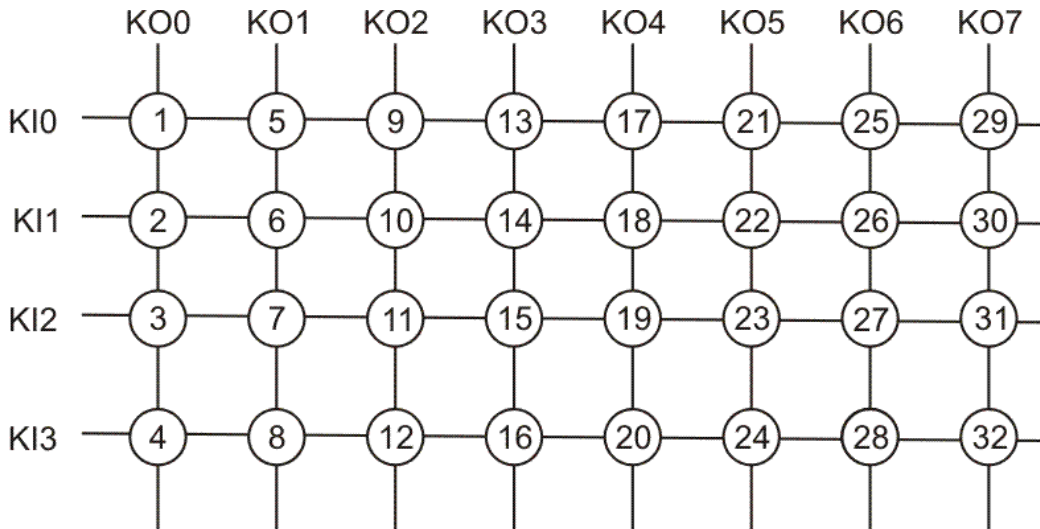 KO0 KO1 KO2 KO3 KO4 KO5 KO6 KO7
KI0 1 5 9 13 17 21 25 29
KI1 2 6 10 14 18 22 26 30
KI2 3 7 11 15 19 23 27 31
KI3 4 8 12 16 20 24 28 32